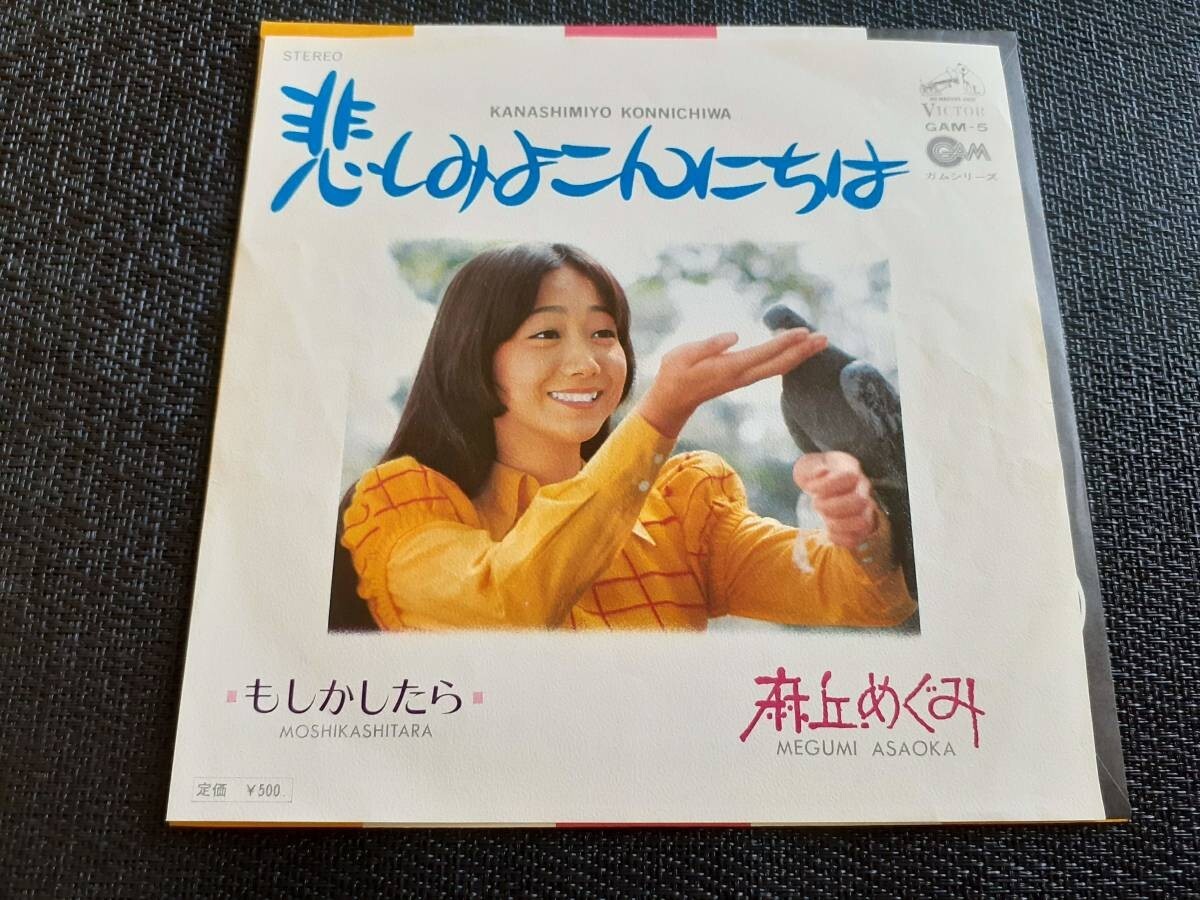 STEREO
KANASHIMIYO KONNICHIWA
悲しみよこんにちは
VICTOR
GAM-5
GAM
ガムシリーズ
もしかしたら
MOSHIKASHITARA
麻丘めぐみ
MEGUMI ASAOKA
定価 ¥500.